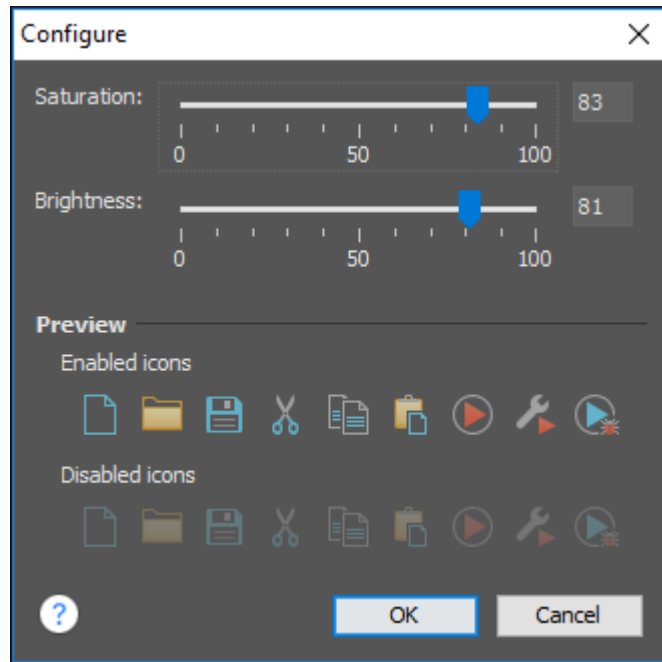 Configure
Saturation:
83
0 50 100
Brightness:
81
0 50 100
Preview
Enabled icons
Disabled icons
?
OK Cancel